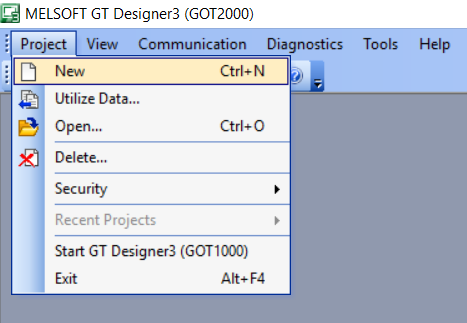 MELSOFT GT Designer3 (GOT2000)
Project View Communication Diagnostics Tools Help
New Ctrl+N
Utilize Data...
Open... Ctrl+O
Delete...
Security
Recent Projects
Start GT Designer3 (GOT1000)
Exit Alt+F4